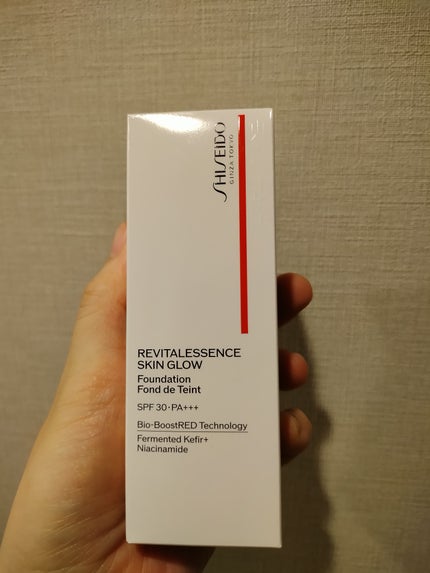 SHISEIDO
GINZA TOKYO
REVITALESSENCE
SKIN GLOW
Foundation
Fond de Teint
SPF 30・PA+++
Bio-BoostRED Technology
Fermented Kefir+
Niacinamide